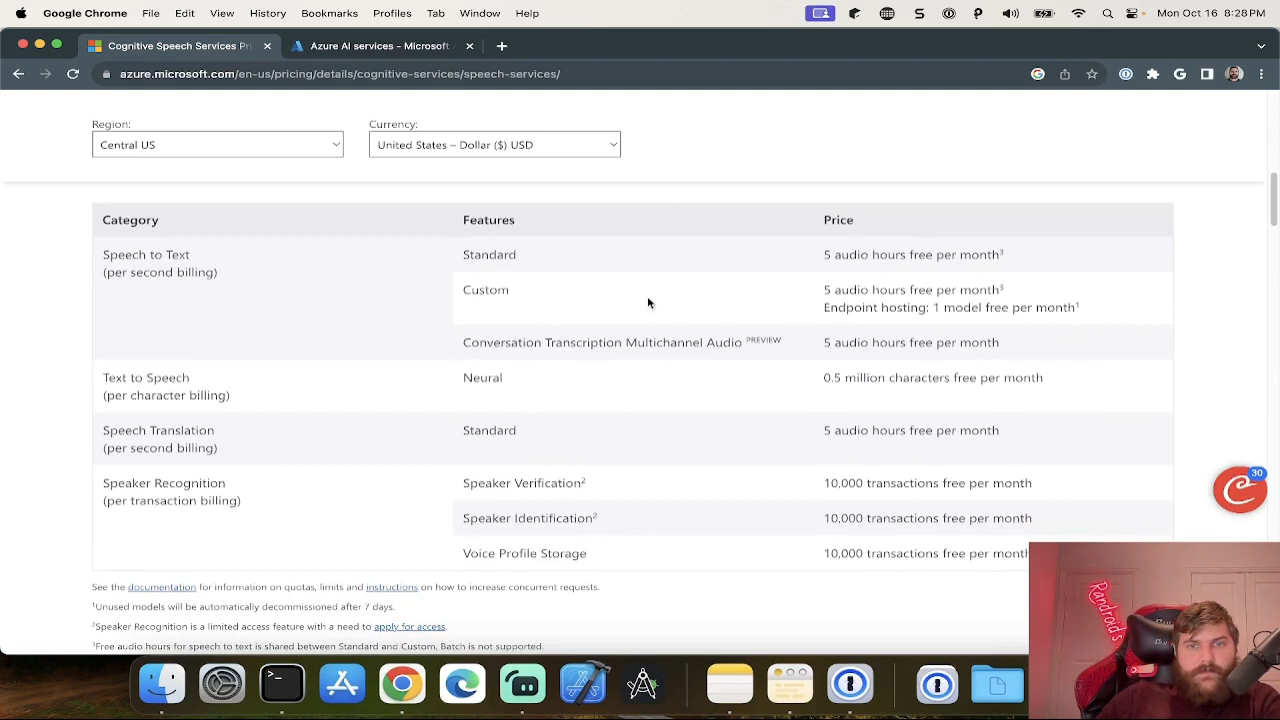 Google Chrome File Edit View History Bookmarks Profiles Tab Window Help Mon Oct 16 8:28 PM
Cognitive Speech Services Pri
Azure AI services – Microsoft
azure.microsoft.com/en-us/pricing/details/cognitive-services/speech-services/
Region: Currency:
Central US United States – Dollar ($) USD
Category Features Price
Speech to Text Standard 5 audio hours free per month³
(per second billing)
Custom 5 audio hours free per month³
Endpoint hosting: 1 model free per month¹
Conversation Transcription Multichannel Audio PREVIEW 5 audio hours free per month
Text to Speech Neural 0.5 million characters free per month
(per character billing)
Speech Translation Standard 5 audio hours free per month
(per second billing)
30
Speaker Recognition Speaker Verification² 10,000 transactions free per month
(per transaction billing)
Speaker Identification² 10,000 transactions free per month
Voice Profile Storage 10,000 transactions free per month
See the documentation for information on quotas, limits and instructions on how to increase concurrent requests.
¹Unused models will be automatically decommissioned after 7 days.
²Speaker Recognition is a limited access feature with a need to apply for access.
³Free audio hours for speech to text is shared between Standard and Custom, Batch is not supported.